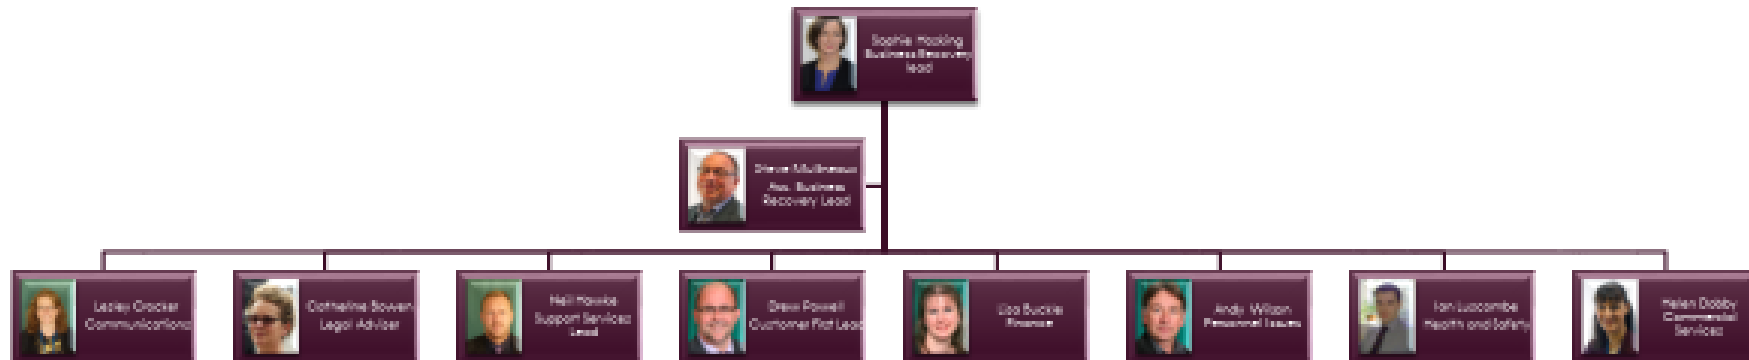 Sophie Hosking
Business Recovery
lead
Steve Mullineaux
Ass. Business
Recovery Lead
Lesley Crocker
Communications
Catherine Bowen
Legal Adviser
Neil Hawke
Support Services
Lead
Drew Powell
Customer First Lead
Lisa Buckle
Finance
Andy Wilson
Personnel Issues
Ian Luscombe
Health and Safety
Helen Dobby
Commercial
Services